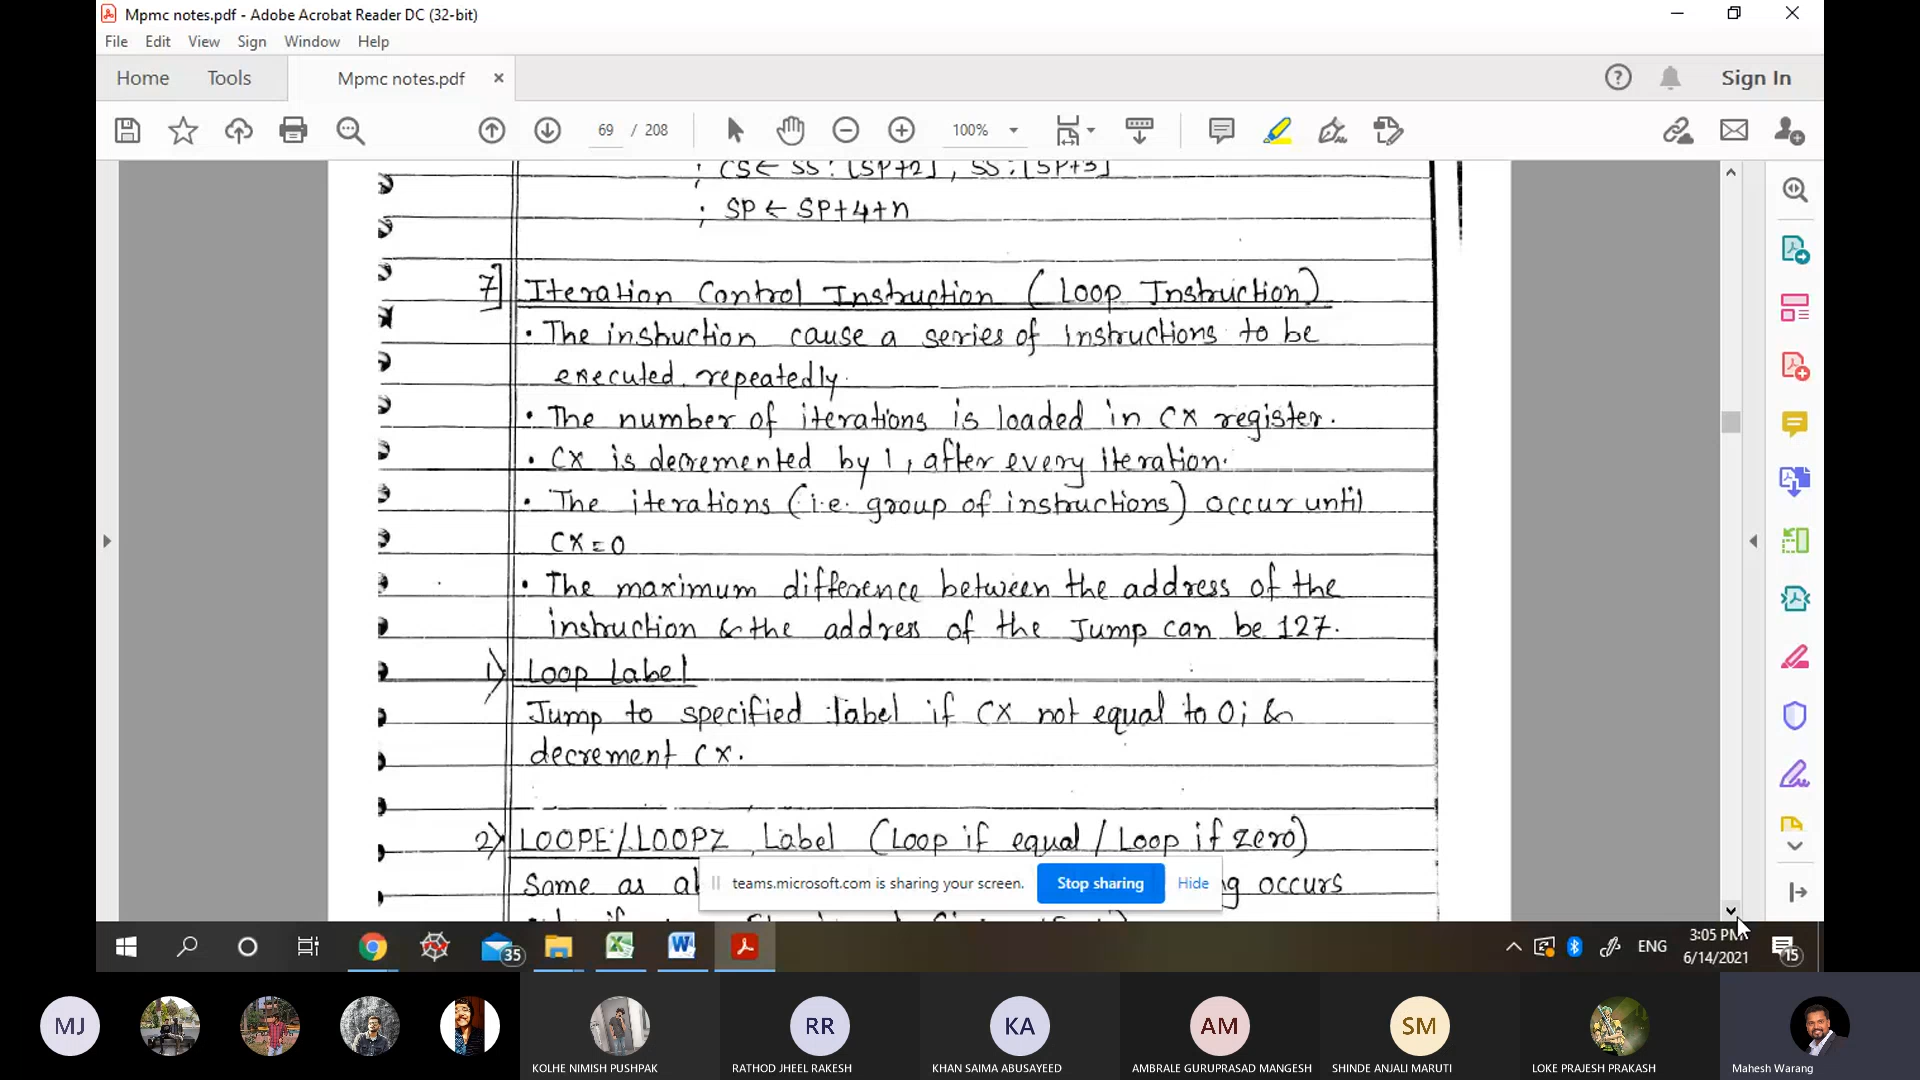 Mpmc notes.pdf - Adobe Acrobat Reader DC (32-bit)
File Edit View Sign Window Help
Home Tools Mpmc notes.pdf × Sign In
69 / 208 100%
; CS ← SS : [SP+2] , SS : [SP+3]
; SP ← SP+4+n
7] Iteration Control Instruction ( Loop Instruction)
• The instruction cause a series of instructions to be
executed repeatedly.
• The number of iterations is loaded in CX register.
• CX is decremented by 1, after every iteration.
• The iterations (i.e. group of instructions) occur until
CX = 0
• The maximum difference between the address of the
instruction & the address of the Jump can be 127.
1) Loop Label
Jump to specified label if CX not equal to 0; &
decrement CX.
2) LOOPE/LOOPZ Label (Loop if equal / Loop if zero)
Same as occurs
teams.microsoft.com is sharing your screen. Stop sharing Hide
35 ENG 3:05 PM
6/14/2021 15
MJ RR KA AM SM
KOLHE NIMISH PUSHPAK RATHOD JHEEL RAKESH KHAN SAIMA ABUSAYEED AMBRALE GURUPRASAD MANGESH SHINDE ANJALI MARUTI LOKE PRAJESH PRAKASH Mahesh Warang